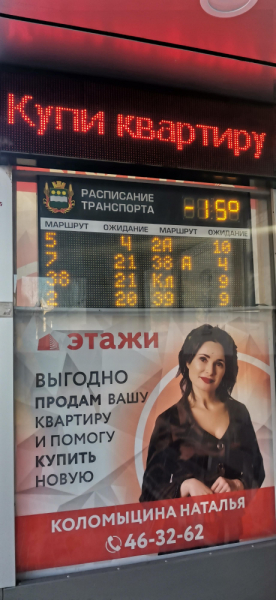 Купи квартиру
РАСПИСАНИЕ
ТРАНСПОРТА
-15°
МАРШРУТ ОЖИДАНИЕ МАРШРУТ ОЖИДАНИЕ
5 4 2А 10
7 21 38 А 4
38 21 Кл 9
2 20 39 9
этажи
ВЫГОДНО
ПРОДАМ ВАШУ
КВАРТИРУ
И ПОМОГУ
КУПИТЬ
НОВУЮ
КОЛОМЫЦИНА НАТАЛЬЯ
46-32-62